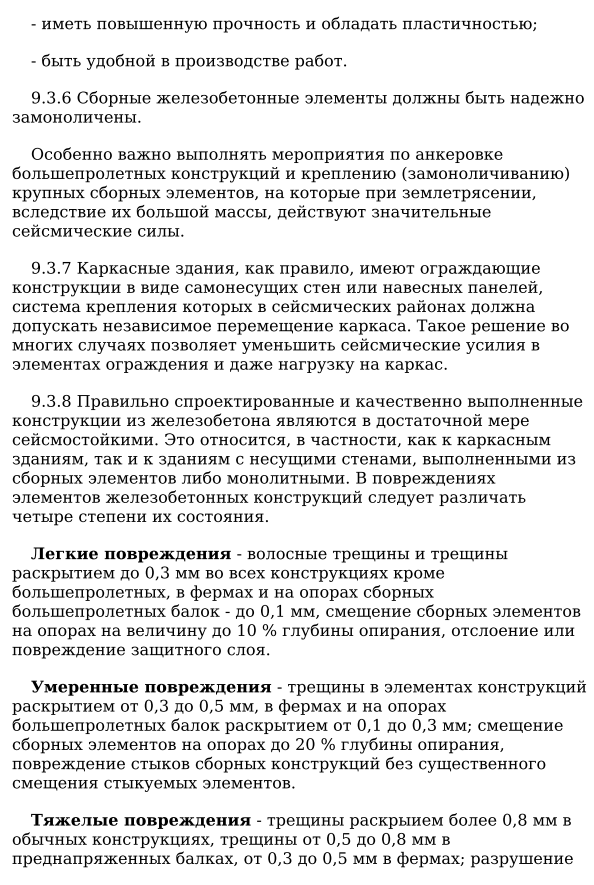 - иметь повышенную прочность и обладать пластичностью;
- быть удобной в производстве работ.
9.3.6 Сборные железобетонные элементы должны быть надежно
замоноличены.
Особенно важно выполнять мероприятия по анкеровке
большепролетных конструкций и креплению (замоноличиванию)
крупных сборных элементов, на которые при землетрясении,
вследствие их большой массы, действуют значительные
сейсмические силы.
9.3.7 Каркасные здания, как правило, имеют ограждающие
конструкции в виде самонесущих стен или навесных панелей,
система крепления которых в сейсмических районах должна
допускать независимое перемещение каркаса. Такое решение во
многих случаях позволяет уменьшить сейсмические усилия в
элементах ограждения и даже нагрузку на каркас.
9.3.8 Правильно спроектированные и качественно выполненные
конструкции из железобетона являются в достаточной мере
сейсмостойкими. Это относится, в частности, как к каркасным
зданиям, так и к зданиям с несущими стенами, выполненными из
сборных элементов либо монолитными. В повреждениях
элементов железобетонных конструкций следует различать
четыре степени их состояния.
Легкие повреждения - волосные трещины и трещины
раскрытием до 0,3 мм во всех конструкциях кроме
большепролетных, в фермах и на опорах сборных
большепролетных балок - до 0,1 мм, смещение сборных элементов
на опорах на величину до 10 % глубины опирания, отслоение или
повреждение защитного слоя.
Умеренные повреждения - трещины в элементах конструкций
раскрытием от 0,3 до 0,5 мм, в фермах и на опорах
большепролетных балок раскрытием от 0,1 до 0,3 мм; смещение
сборных элементов на опорах до 20 % глубины опирания,
повреждение стыков сборных конструкций без существенного
смещения стыкуемых элементов.
Тяжелые повреждения - трещины раскрыием более 0,8 мм в
обычных конструкциях, трещины от 0,5 до 0,8 мм в
преднапряженных балках, от 0,3 до 0,5 мм в фермах; разрушение